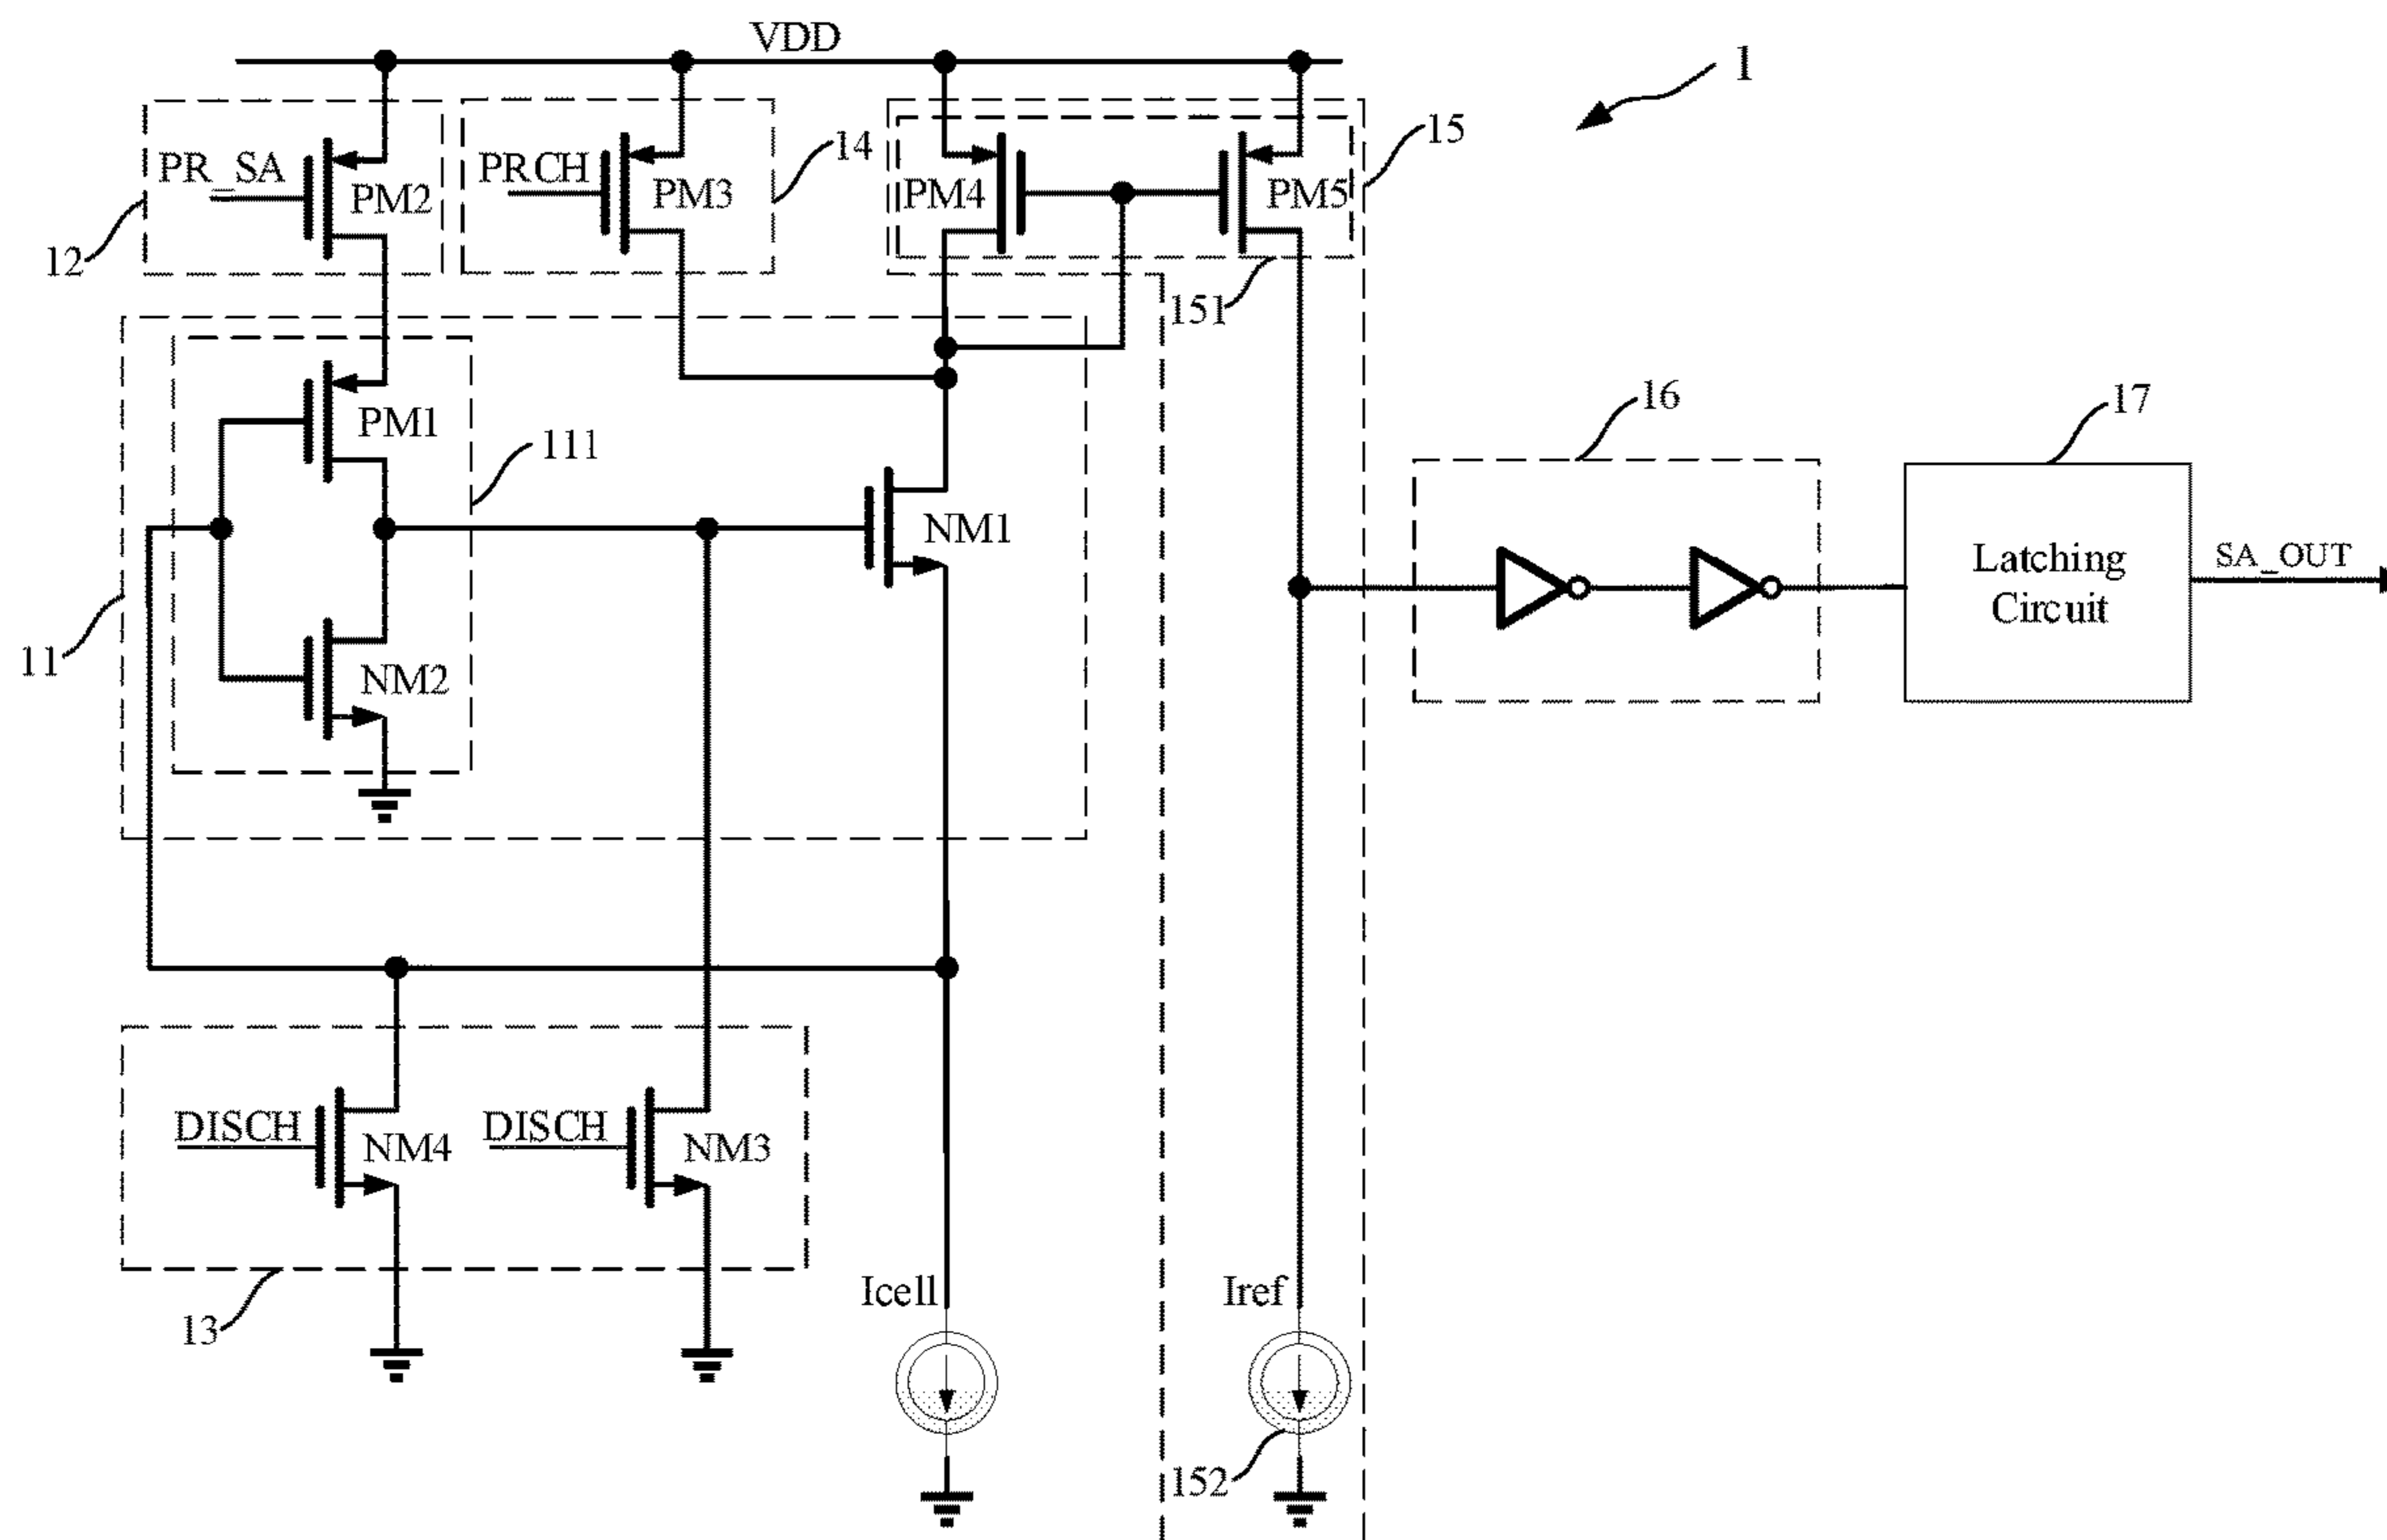 VDD
1
PR_SA
PM2
PRCH
PM3
14
PM4
PM5
15
12
151
PM1
111
NM1
16
17
Latching
Circuit
SA_OUT
11
NM2
DISCH
NM4
DISCH
NM3
13
Icell
Iref
152